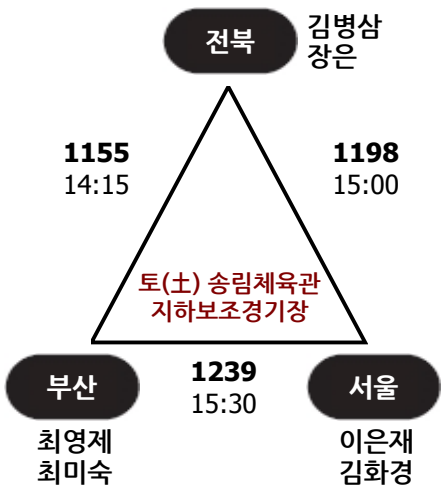 전북
김병삼
장은
1155
14:15
1198
15:00
토(土) 송림체육관
지하보조경기장
부산
1239
15:30
서울
최영제
최미숙
이은재
김화경